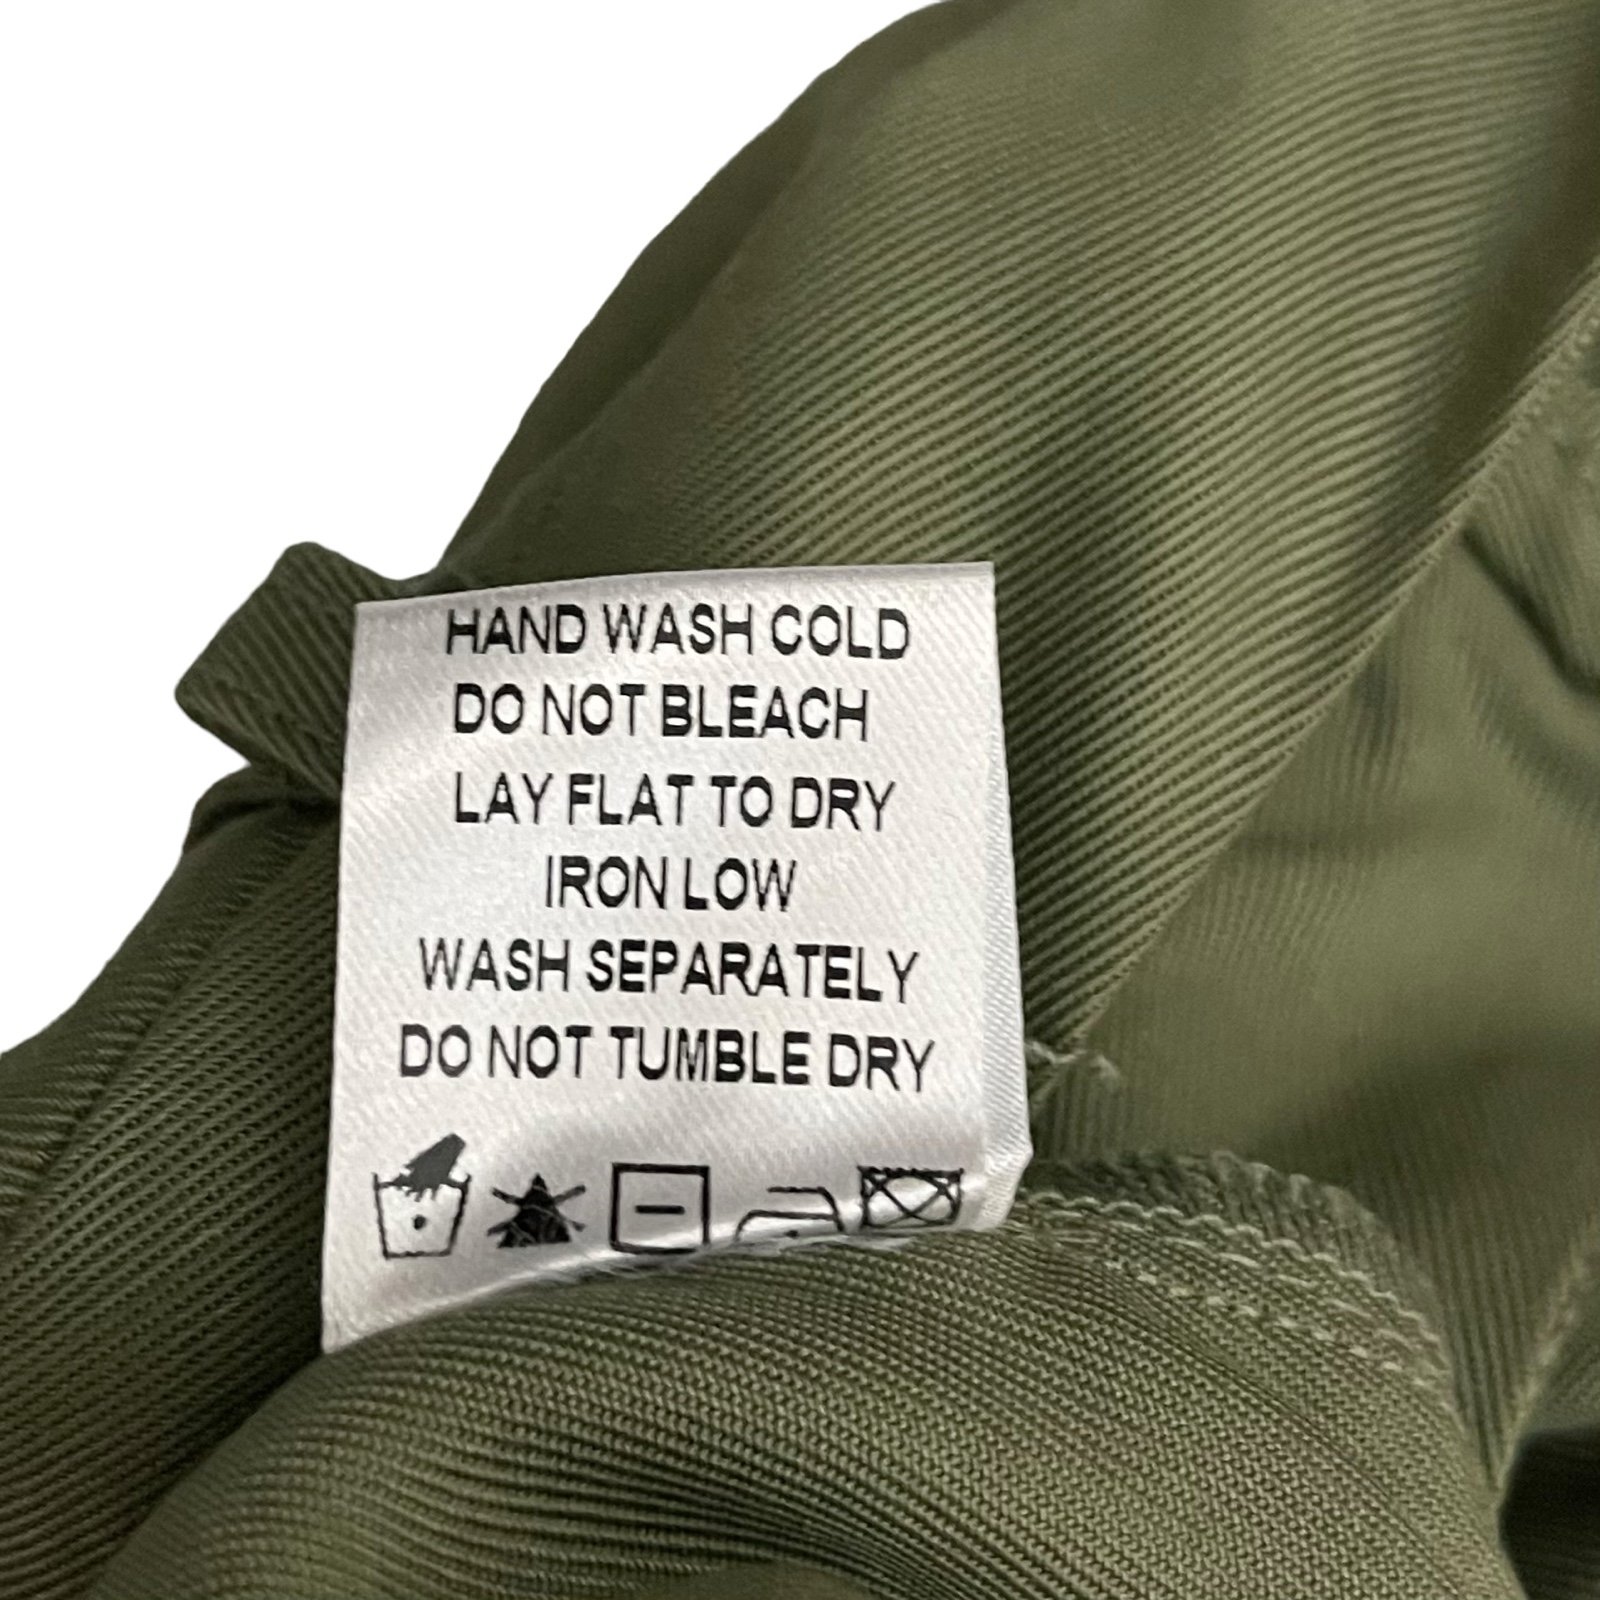 HAND WASH COLD
DO NOT BLEACH
LAY FLAT TO DRY
IRON LOW
WASH SEPARATELY
DO NOT TUMBLE DRY